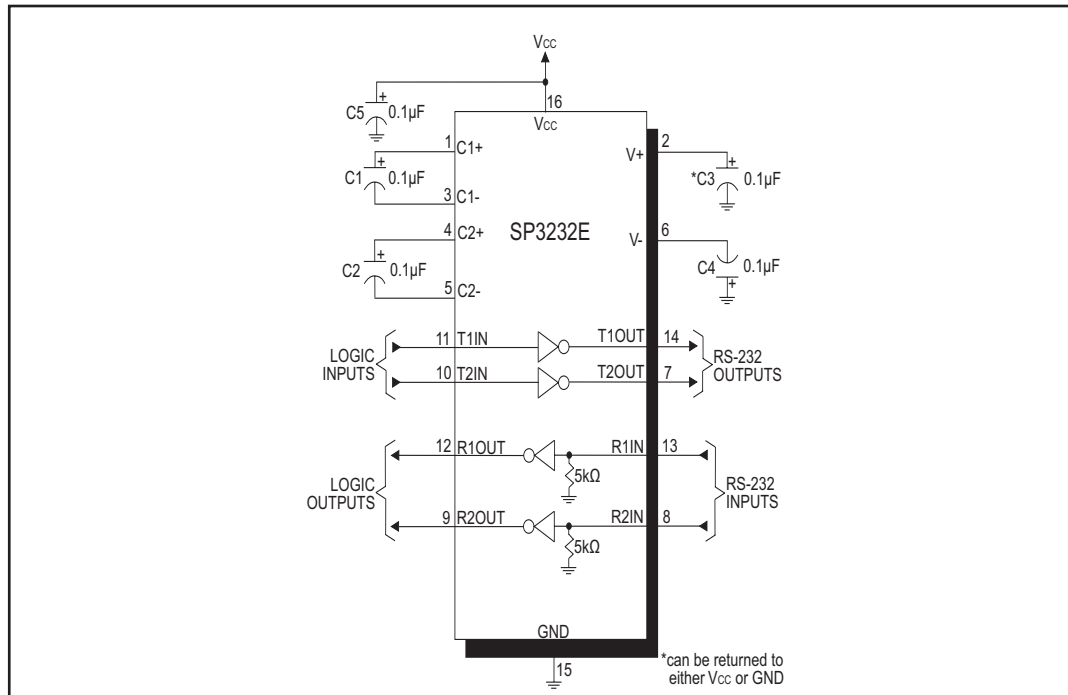 Vcc
16
Vcc
C5
+
0.1µF
1
C1+
C1
+
0.1µF
3
C1-
4
C2+
C2
+
0.1µF
5
C2-
SP3232E
V+
2
*C3
+
0.1µF
V-
6
C4
0.1µF
+
LOGIC
INPUTS
11
T1IN
T1OUT
14
10
T2IN
T2OUT
7
RS-232
OUTPUTS
LOGIC
OUTPUTS
12
R1OUT
R1IN
13
5kΩ
9
R2OUT
R2IN
8
5kΩ
RS-232
INPUTS
GND
15
*can be returned to
either Vcc or GND